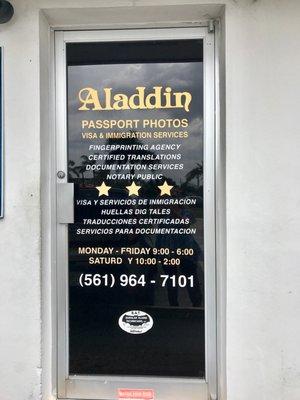 Aladdin
PASSPORT PHOTOS
VISA & IMMIGRATION SERVICES
FINGERPRINTING AGENCY
CERTIFIED TRANSLATIONS
DOCUMENTATION SERVICES
NOTARY PUBLIC
VISA Y SERVICIOS DE INMIGRACION
HUELLAS DIG TALES
TRADUCCIONES CERTIFICADAS
SERVICIOS PARA DOCUMENTACION
MONDAY - FRIDAY 9:00 - 6:00
SATURD Y 10:00 - 2:00
(561) 964 - 7101